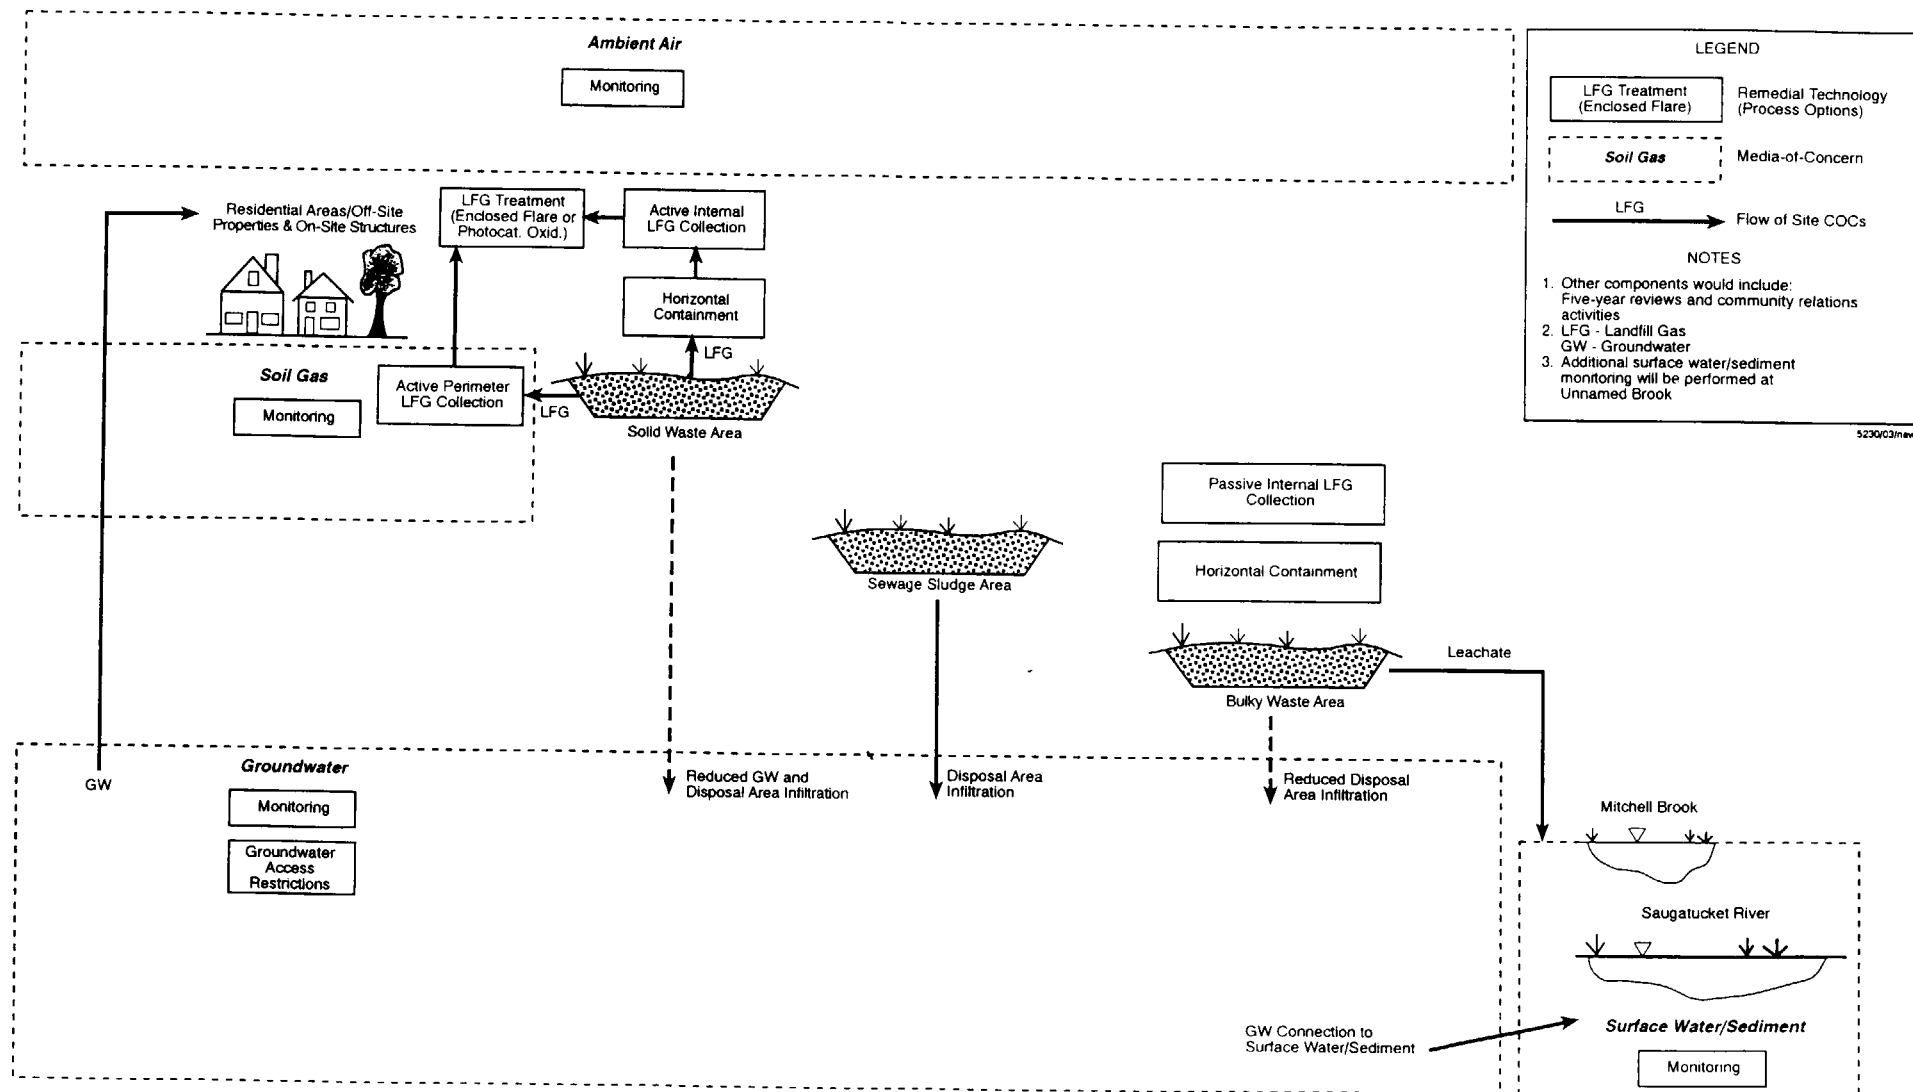 Ambient Air
Monitoring
LEGEND
LFG Treatment
(Enclosed Flare)
Remedial Technology
(Process Options)
Soil Gas
Media-of-Concern
LFG
Flow of Site COCs
NOTES
1. Other components would include:
Five-year reviews and community relations
activities
2. LFG - Landfill Gas
GW - Groundwater
3. Additional surface water/sediment
monitoring will be performed at
Unnamed Brook
5230/03/new
Residential Areas/Off-Site
Properties & On-Site Structures
LFG Treatment
(Enclosed Flare or
Photocat. Oxid.)
Active Internal
LFG Collection
Horizontal
Containment
LFG
Soil Gas
Monitoring
Active Perimeter
LFG Collection
LFG
Solid Waste Area
Passive Internal LFG
Collection
Horizontal Containment
Sewage Sludge Area
Leachate
Bulky Waste Area
GW
Groundwater
Monitoring
Groundwater
Access
Restrictions
Reduced GW and
Disposal Area Infiltration
Disposal Area
Infiltration
Reduced Disposal
Area Infiltration
Mitchell Brook
Saugatucket River
GW Connection to
Surface Water/Sediment
Surface Water/Sediment
Monitoring